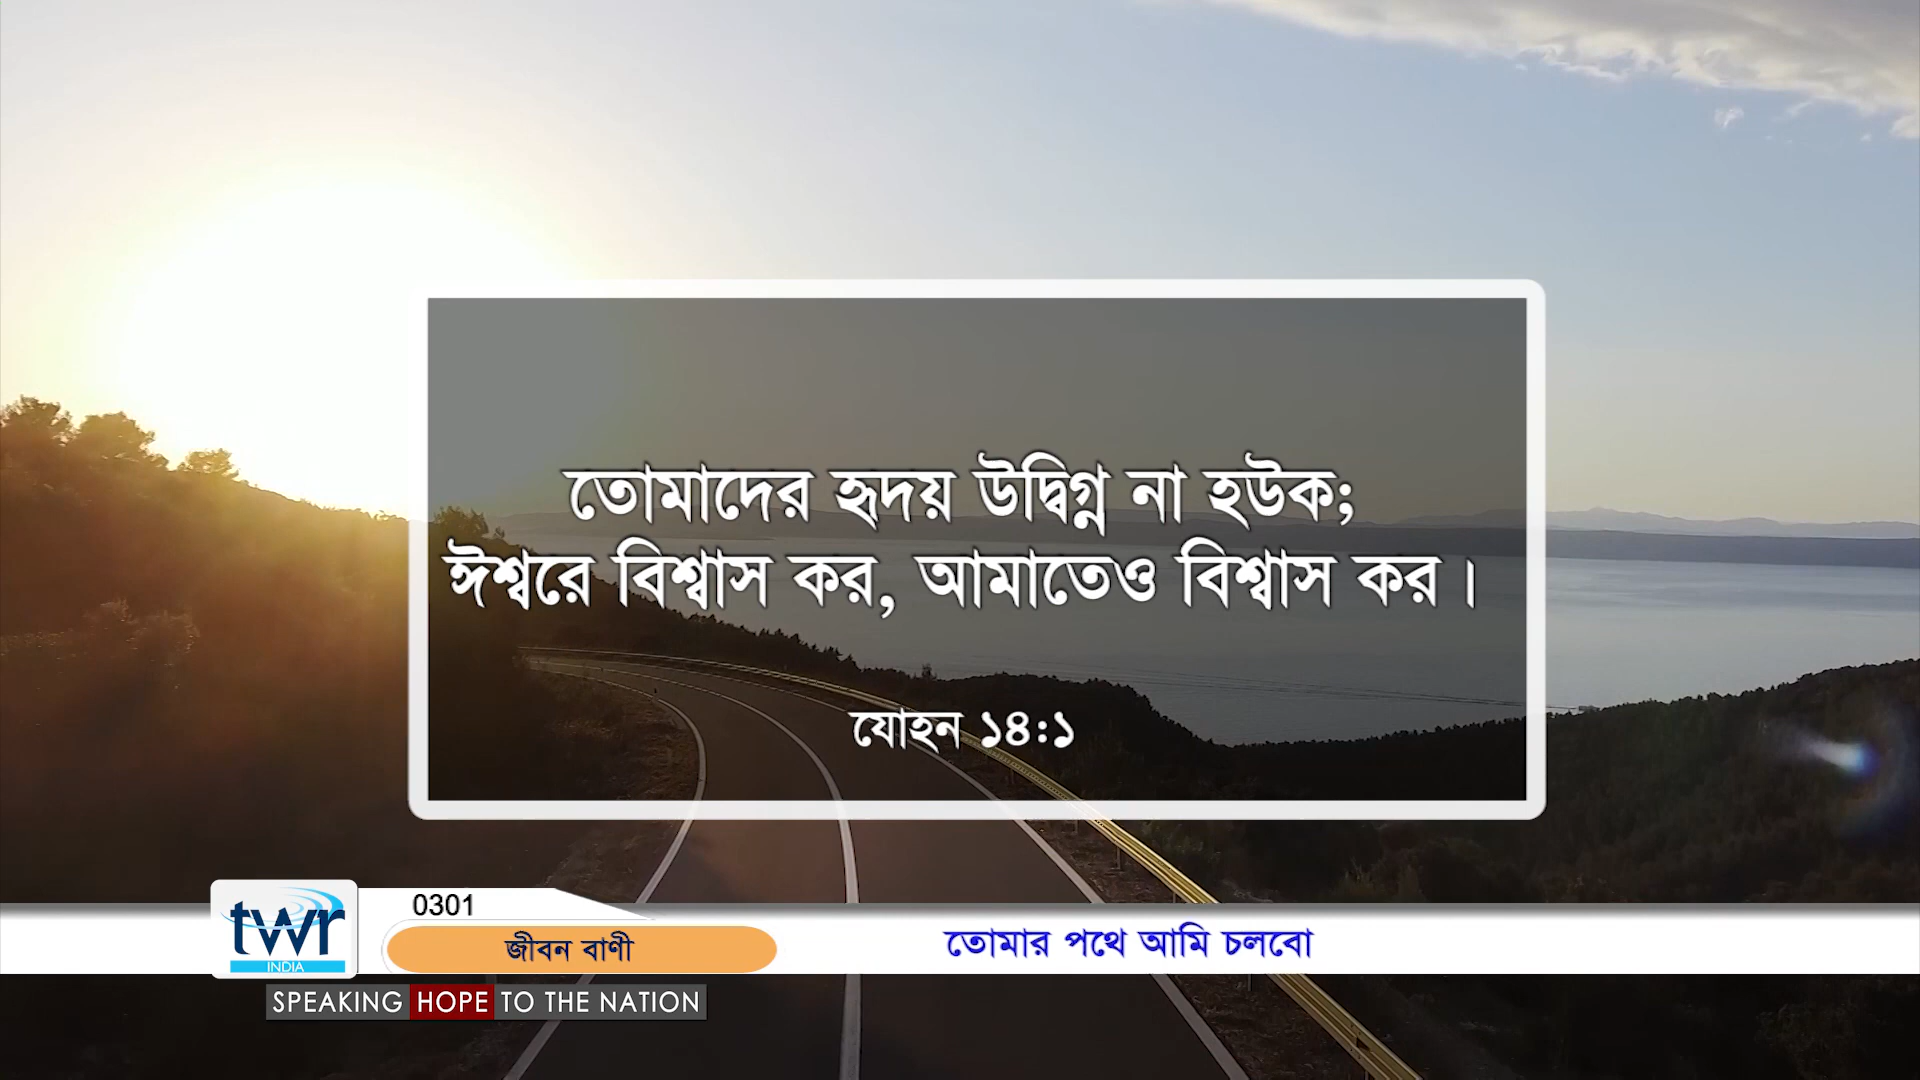 তোমাদের হৃদয় উদ্বিগ্ন না হউক;
ঈশ্বরে বিশ্বাস কর, আমাতেও বিশ্বাস কর।
যোহন ১৪:১
twr
INDIA
0301
জীবন বাণী
তোমার পথে আমি চলবো
SPEAKING HOPE TO THE NATION